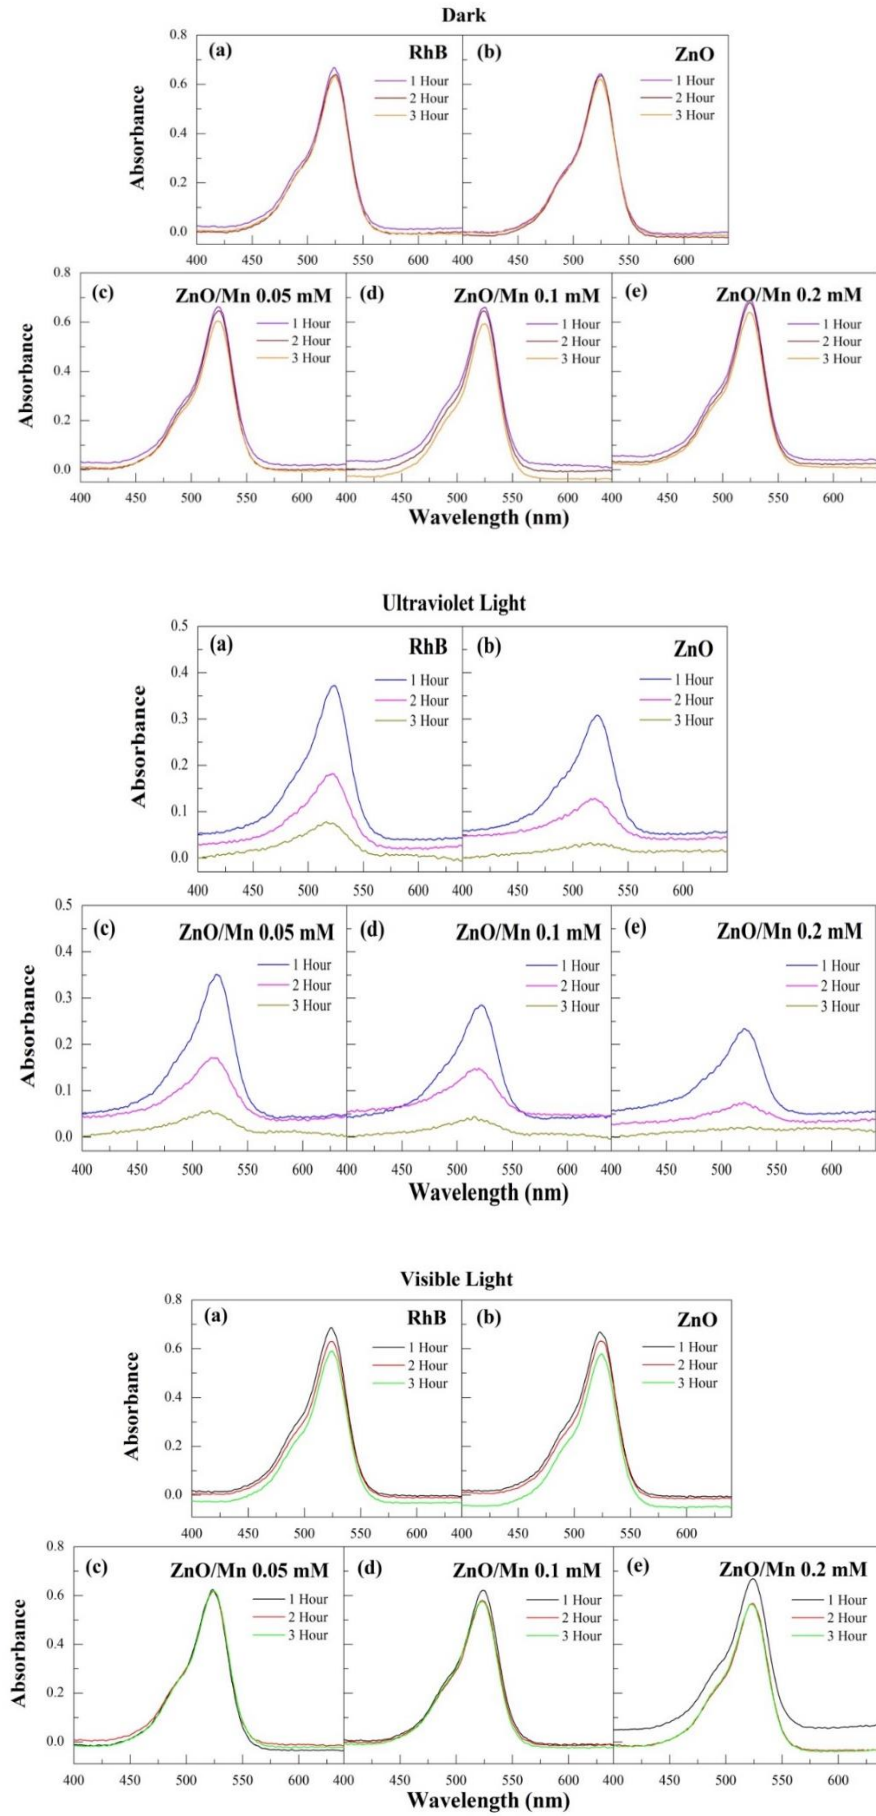 Dark
(a) RhB
1 Hour
2 Hour
3 Hour
(b) ZnO
1 Hour
2 Hour
3 Hour
Absorbance
0.8
0.6
0.4
0.2
0.0
400 450 500 550 600 400 450 500 550 600
(c) ZnO/Mn 0.05 mM
1 Hour
2 Hour
3 Hour
(d) ZnO/Mn 0.1 mM
1 Hour
2 Hour
3 Hour
(e) ZnO/Mn 0.2 mM
1 Hour
2 Hour
3 Hour
Absorbance
0.8
0.6
0.4
0.2
0.0
400 450 500 550 600 400 450 500 550 600 400 450 500 550 600
Wavelength (nm)
Ultraviolet Light
(a) RhB
1 Hour
2 Hour
3 Hour
(b) ZnO
1 Hour
2 Hour
3 Hour
Absorbance
0.5
0.4
0.3
0.2
0.1
0.0
400 450 500 550 600 400 450 500 550 600
(c) ZnO/Mn 0.05 mM
1 Hour
2 Hour
3 Hour
(d) ZnO/Mn 0.1 mM
1 Hour
2 Hour
3 Hour
(e) ZnO/Mn 0.2 mM
1 Hour
2 Hour
3 Hour
Absorbance
0.5
0.4
0.3
0.2
0.1
0.0
400 450 500 550 600 400 450 500 550 600 400 450 500 550 600
Wavelength (nm)
Visible Light
(a) RhB
1 Hour
2 Hour
3 Hour
(b) ZnO
1 Hour
2 Hour
3 Hour
Absorbance
0.8
0.6
0.4
0.2
0.0
400 450 500 550 600 400 450 500 550 600
(c) ZnO/Mn 0.05 mM
1 Hour
2 Hour
3 Hour
(d) ZnO/Mn 0.1 mM
1 Hour
2 Hour
3 Hour
(e) ZnO/Mn 0.2 mM
1 Hour
2 Hour
3 Hour
Absorbance
0.8
0.6
0.4
0.2
0.0
400 450 500 550 600 400 450 500 550 600 400 450 500 550 600
Wavelength (nm)